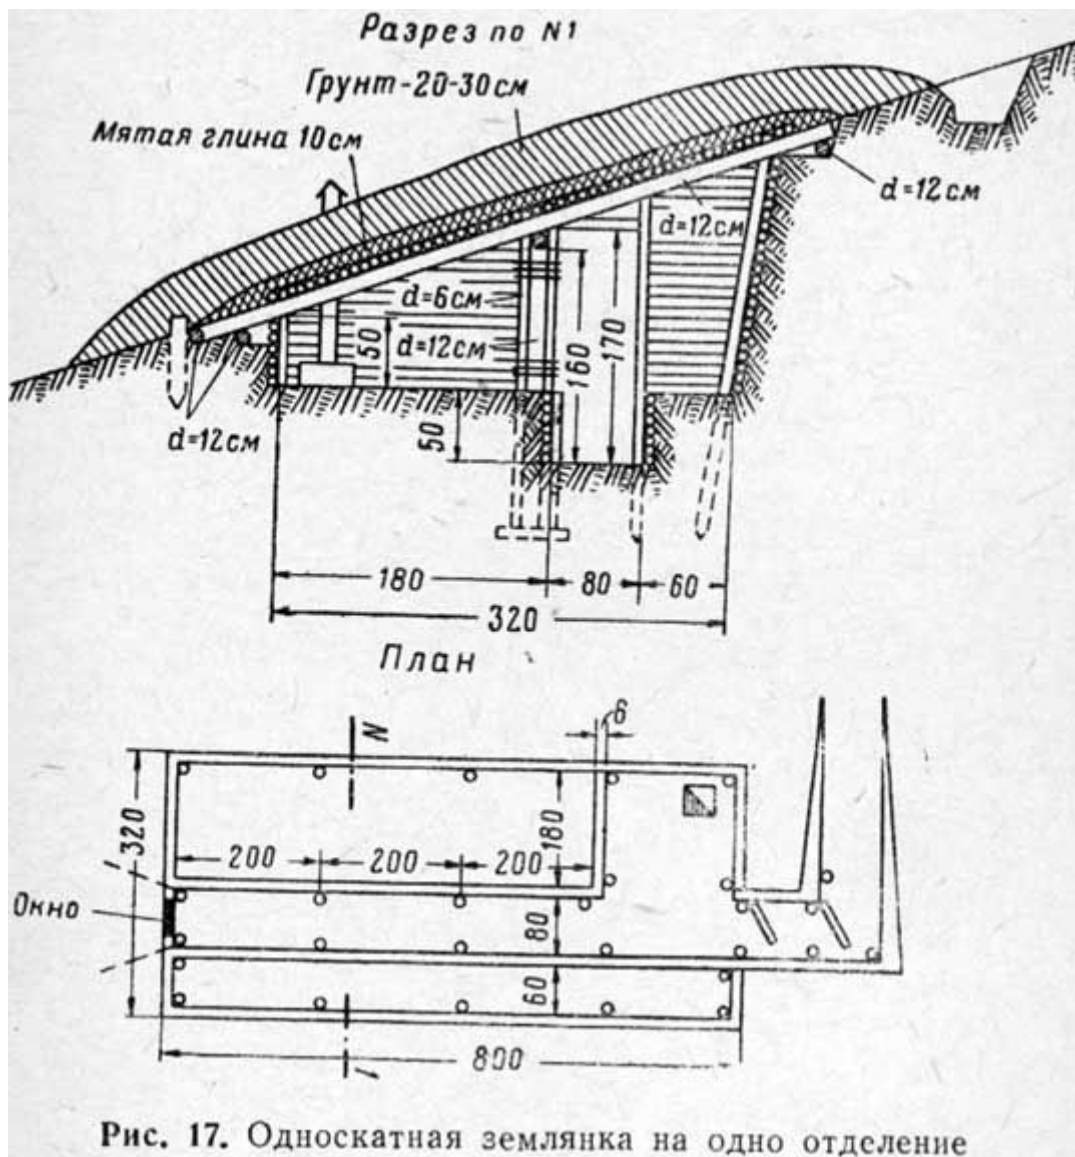 Разрез по N1
Грунт-20-30см
Мятая глина 10см
d=12см
d=12см
d=6см
d=12см
50
160
170
50
d=12см
180
80
60
320
План
6
N
320
200
200
200
180
Окно
80
60
1
800
Рис. 17. Односкатная землянка на одно отделение